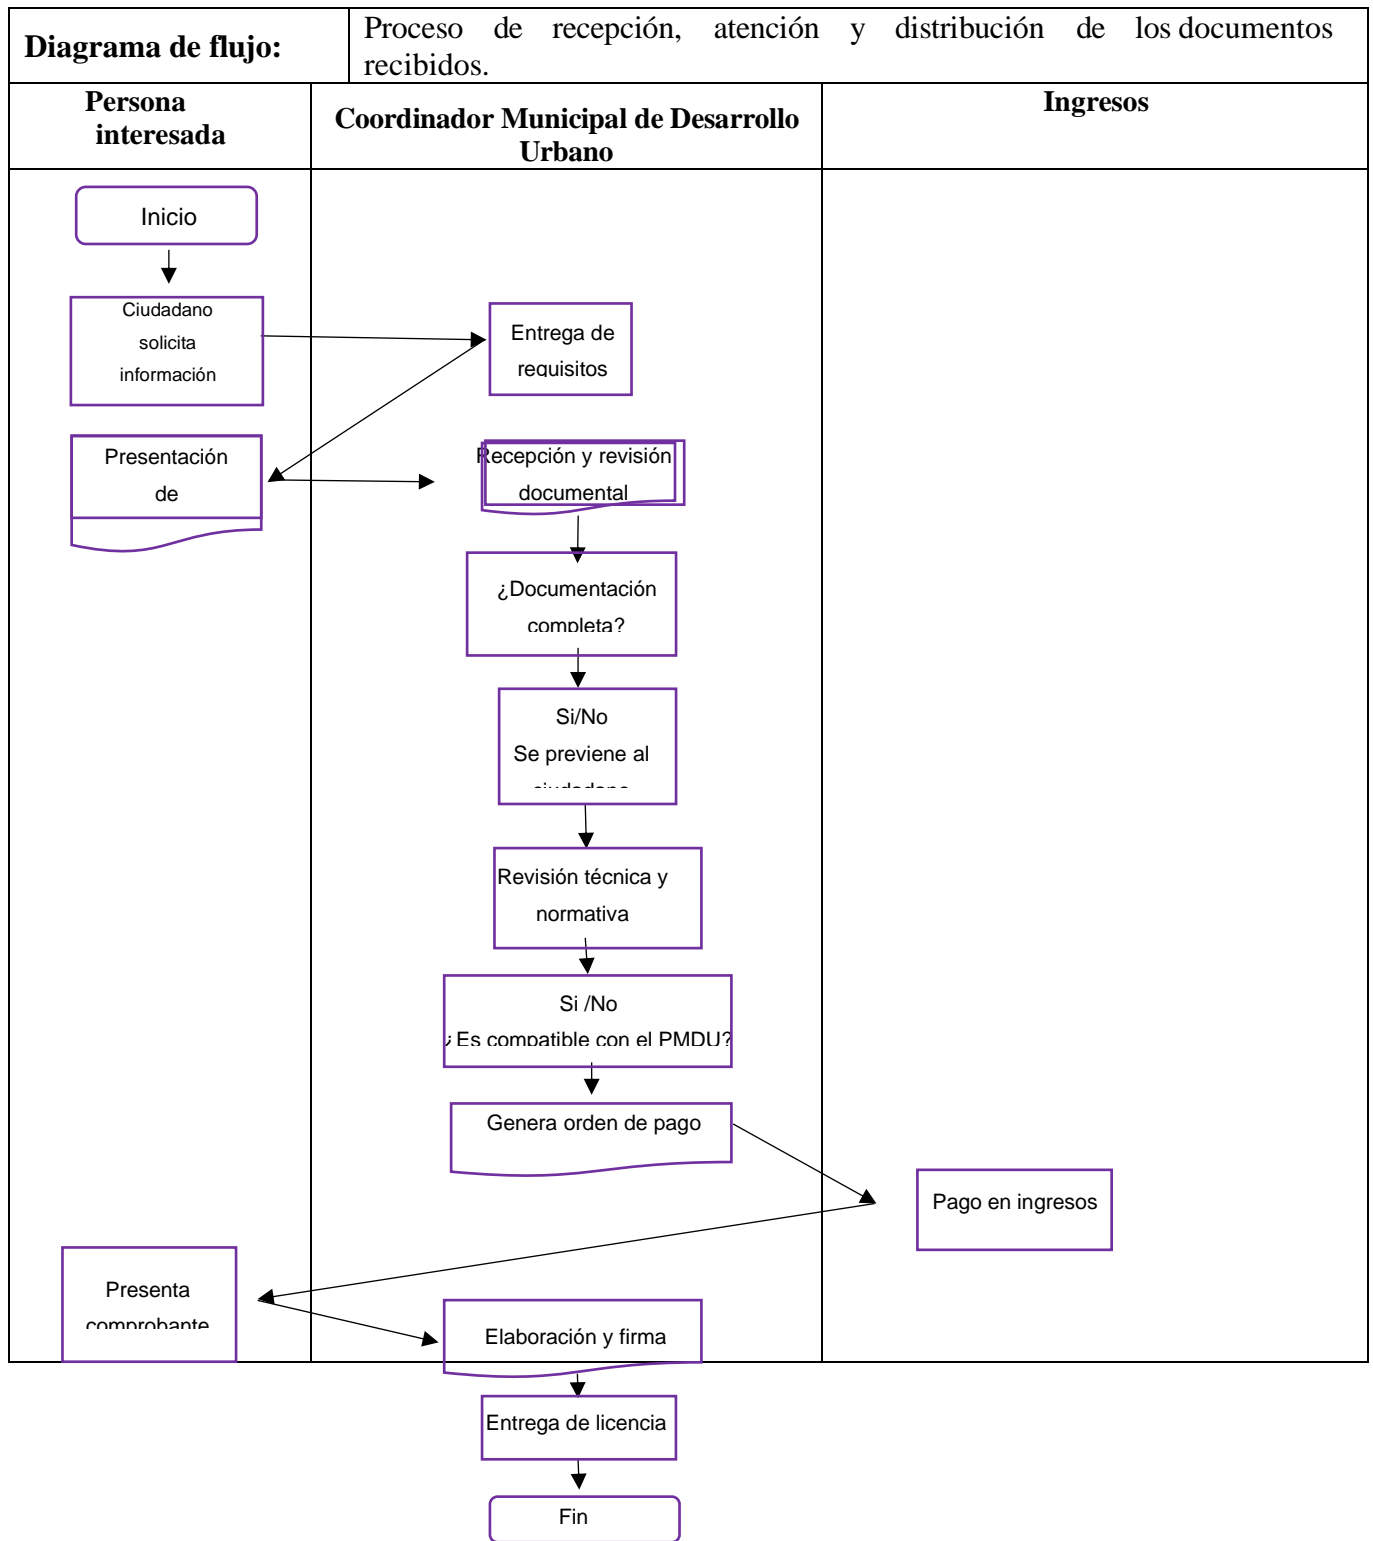 Diagrama de flujo:
Proceso de recepción, atención y distribución de los documentos
recibidos.
Persona
interesada
Coordinador Municipal de Desarrollo
Urbano
Ingresos
Inicio
Ciudadano
solicita
información
Entrega de
requisitos
Presentación
de
Recepción y revisión
documental
¿Documentación
completa?
Si/No
Se previene al
ciudadano
Revisión técnica y
normativa
Si /No
¿Es compatible con el PMDU?
Genera orden de pago
Pago en ingresos
Presenta
comprobante
Elaboración y firma
Entrega de licencia
Fin